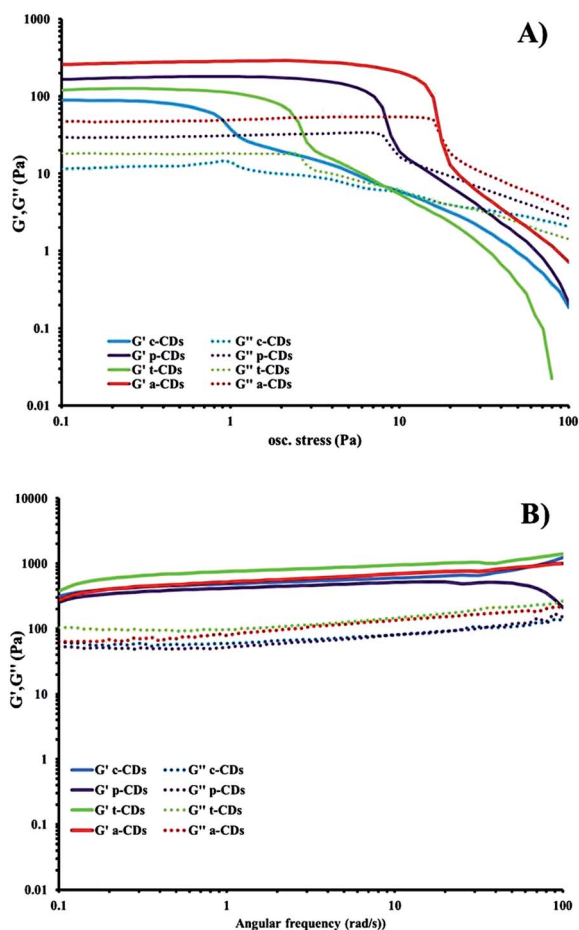 A)
1000
100
10
1
0.1
0.01
G',G'' (Pa)
G' c-CDs G'' c-CDs
G' p-CDs G'' p-CDs
G' t-CDs G'' t-CDs
G' a-CDs G'' a-CDs
0.1 1 10 100
osc. stress (Pa)
B)
10000
1000
100
10
1
0.1
0.01
G',G'' (Pa)
G' c-CDs G'' c-CDs
G' p-CDs G'' p-CDs
G' t-CDs G'' t-CDs
G' a-CDs G'' a-CDs
0.1 1 10 100
Angular frequency (rad/s))